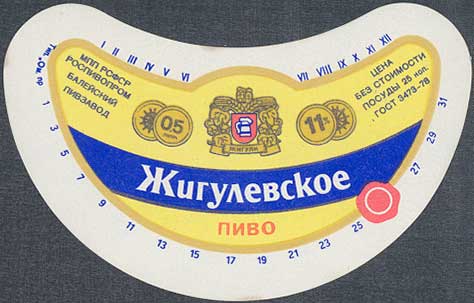 I II III IV V VI
VII VIII IX X XI XII
МПП РСФСР
РОСПИВОПРОМ
БАЛЕЙСКИЙ
ПИВЗАВОД
ЦЕНА
БЕЗ СТОИМОСТИ
ПОСУДЫ 25 коп.
ГОСТ 3473-78
0,5
11%
ЖИГУЛИ
Жигулевское
ПИВО
1 3 5 7 9 11 13 15 17 19 21 23 25 27 29 31